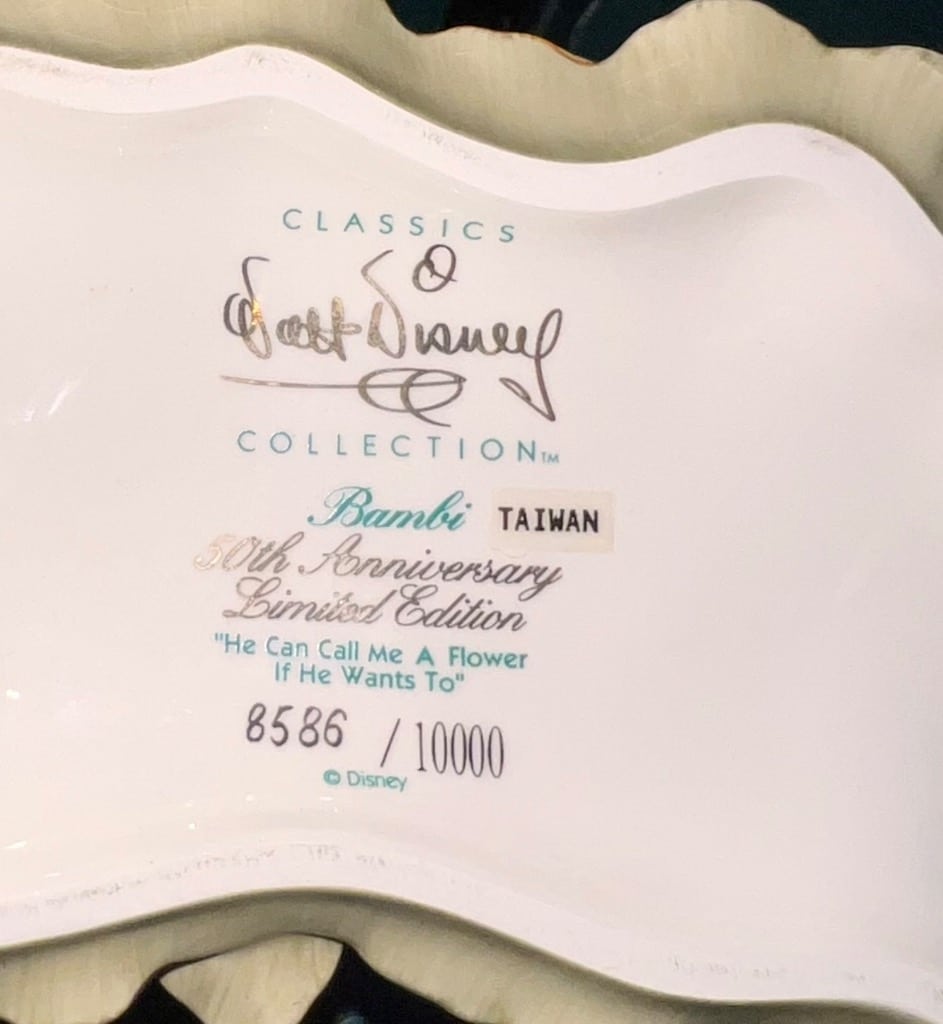 CLASSICS
Walt Disney
COLLECTION™
Bambi TAIWAN
50th Anniversary
Limited Edition
"He Can Call Me A Flower
If He Wants To"
8586 / 10000
© Disney